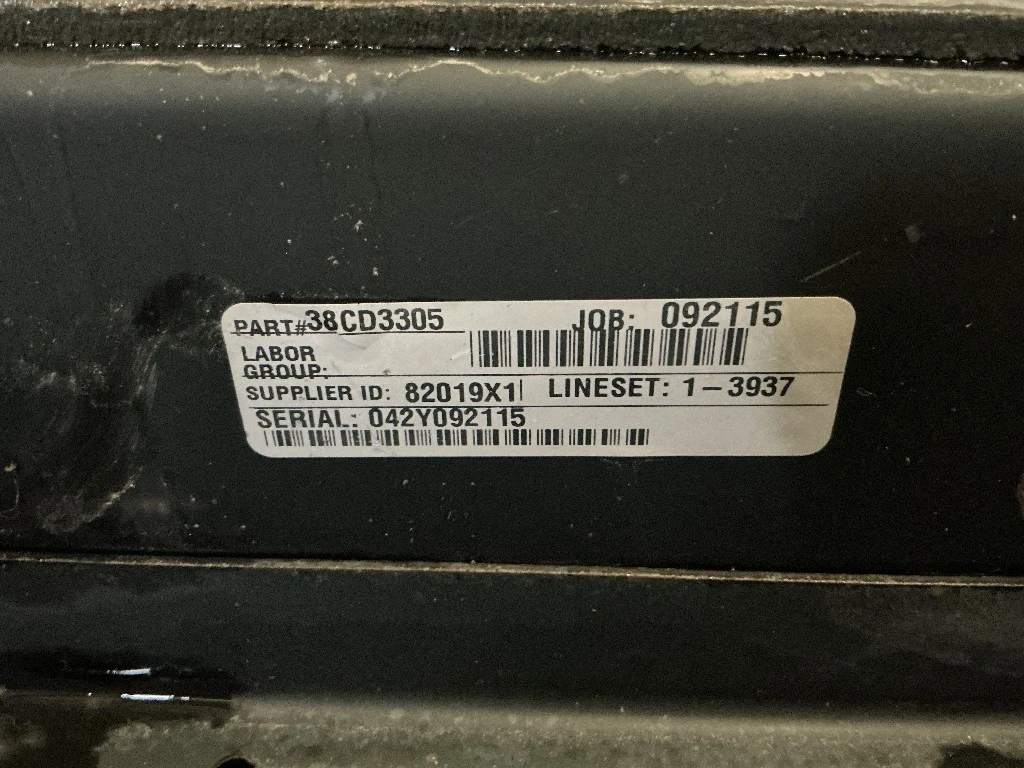 PART#38CD3305 JOB: 092115
LABOR
GROUP:
SUPPLIER ID: 82019X1 LINESET: 1-3937
SERIAL: 042Y092115